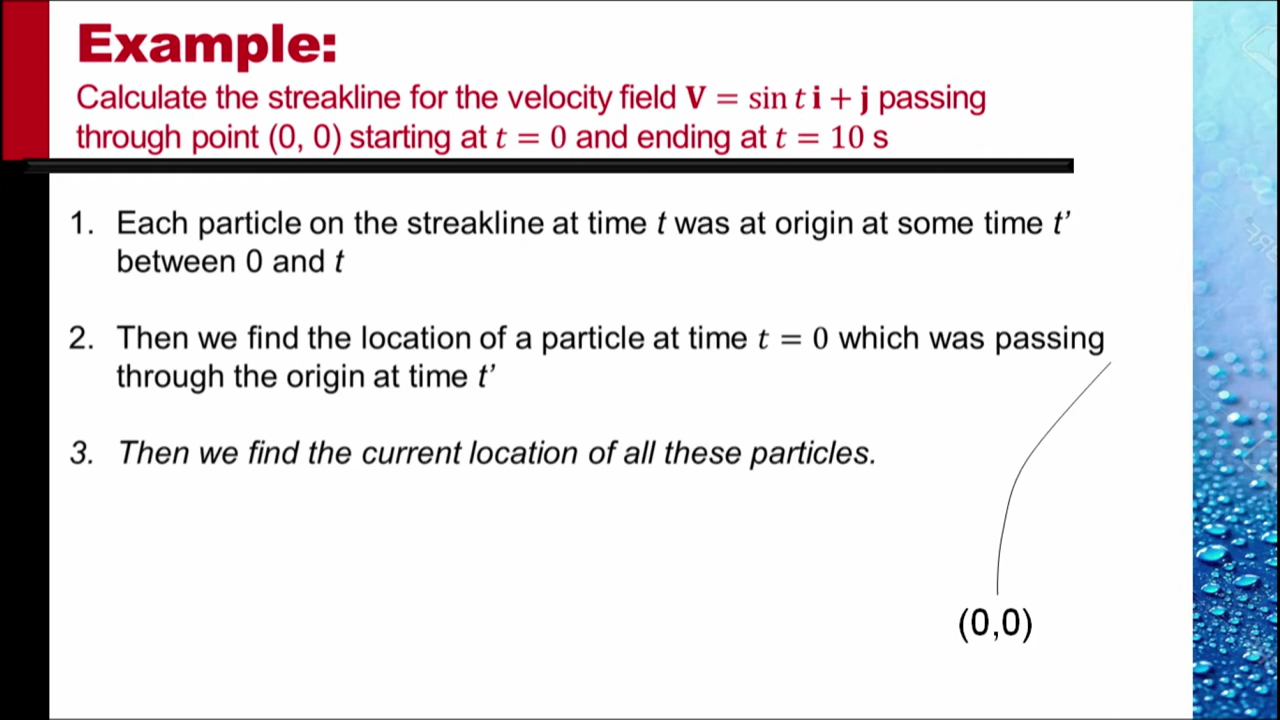 Example:
Calculate the streakline for the velocity field V = sin t i + j passing
through point (0, 0) starting at t = 0 and ending at t = 10 s
1. Each particle on the streakline at time t was at origin at some time t’
between 0 and t
2. Then we find the location of a particle at time t = 0 which was passing
through the origin at time t’
3. Then we find the current location of all these particles.
(0,0)